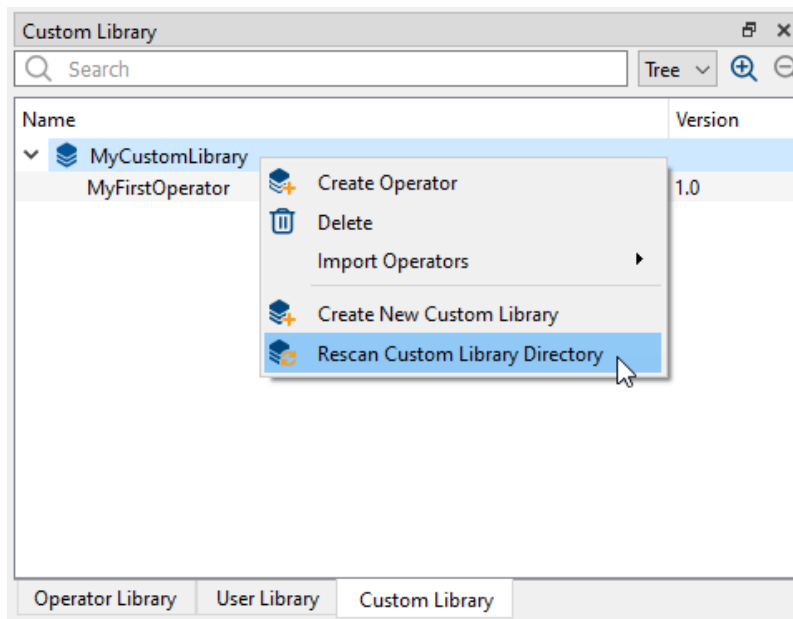 Custom Library
Search
Tree
Name Version
MyCustomLibrary
MyFirstOperator 1.0
Create Operator
Delete
Import Operators
Create New Custom Library
Rescan Custom Library Directory
Operator Library User Library Custom Library